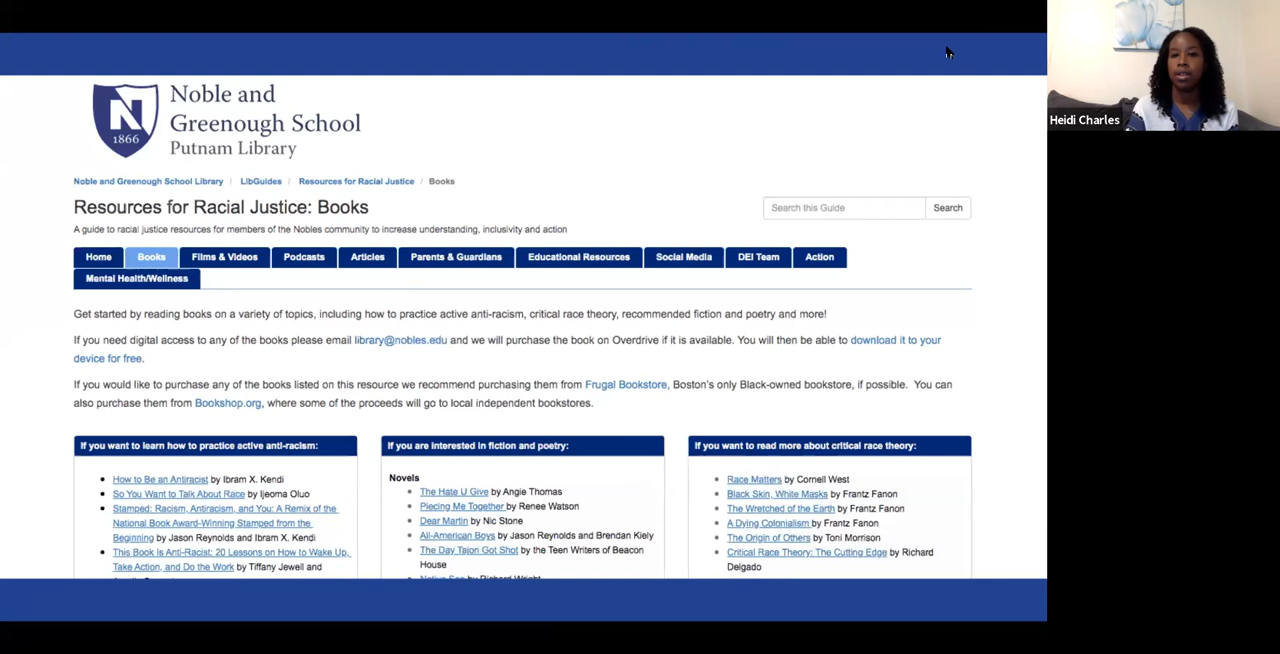 Noble and
Greenough School
Putnam Library
N
1866
Heidi Charles
Noble and Greenough School Library / LibGuides / Resources for Racial Justice / Books
Resources for Racial Justice: Books
Search this Guide
Search
A guide to racial justice resources for members of the Nobles community to increase understanding, inclusivity and action
Home
Books
Films & Videos
Podcasts
Articles
Parents & Guardians
Educational Resources
Social Media
DEI Team
Action
Mental Health/Wellness
Get started by reading books on a variety of topics, including how to practice active anti-racism, critical race theory, recommended fiction and poetry and more!
If you need digital access to any of the books please email library@nobles.edu and we will purchase the book on Overdrive if it is available. You will then be able to download it to your
device for free.
If you would like to purchase any of the books listed on this resource we recommend purchasing them from Frugal Bookstore, Boston's only Black-owned bookstore, if possible. You can
also purchase them from Bookshop.org, where some of the proceeds will go to local independent bookstores.
If you want to learn how to practice active anti-racism:
How to Be an Antiracist by Ibram X. Kendi
So You Want to Talk About Race by Ijeoma Oluo
Stamped: Racism, Antiracism, and You: A Remix of the
National Book Award-Winning Stamped from the
Beginning by Jason Reynolds and Ibram X. Kendi
This Book Is Anti-Racist: 20 Lessons on How to Wake Up,
Take Action, and Do the Work by Tiffany Jewell and
If you are interested in fiction and poetry:
Novels
The Hate U Give by Angie Thomas
Piecing Me Together by Renee Watson
Dear Martin by Nic Stone
All-American Boys by Jason Reynolds and Brendan Kiely
The Day Tajon Got Shot by the Teen Writers of Beacon
House
Native Son by Richard Wright
If you want to read more about critical race theory:
Race Matters by Cornell West
Black Skin, White Masks by Frantz Fanon
The Wretched of the Earth by Frantz Fanon
A Dying Colonialism by Frantz Fanon
The Origin of Others by Toni Morrison
Critical Race Theory: The Cutting Edge by Richard
Delgado